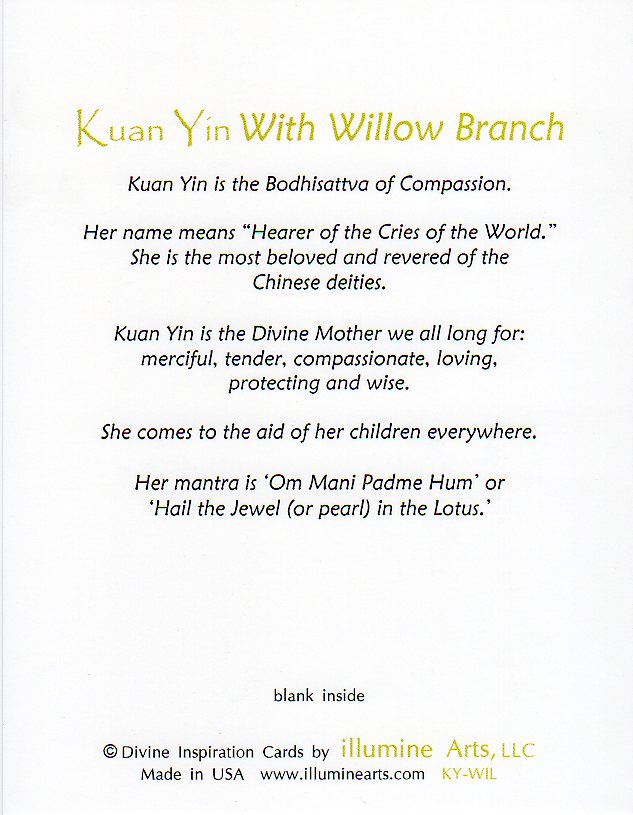 Kuan Yin With Willow Branch
Kuan Yin is the Bodhisattva of Compassion.
Her name means “Hearer of the Cries of the World.”
She is the most beloved and revered of the
Chinese deities.
Kuan Yin is the Divine Mother we all long for:
merciful, tender, compassionate, loving,
protecting and wise.
She comes to the aid of her children everywhere.
Her mantra is ‘Om Mani Padme Hum’ or
‘Hail the Jewel (or pearl) in the Lotus.’
blank inside
© Divine Inspiration Cards by illumine Arts, LLC
Made in USA www.illuminearts.com KY-WIL